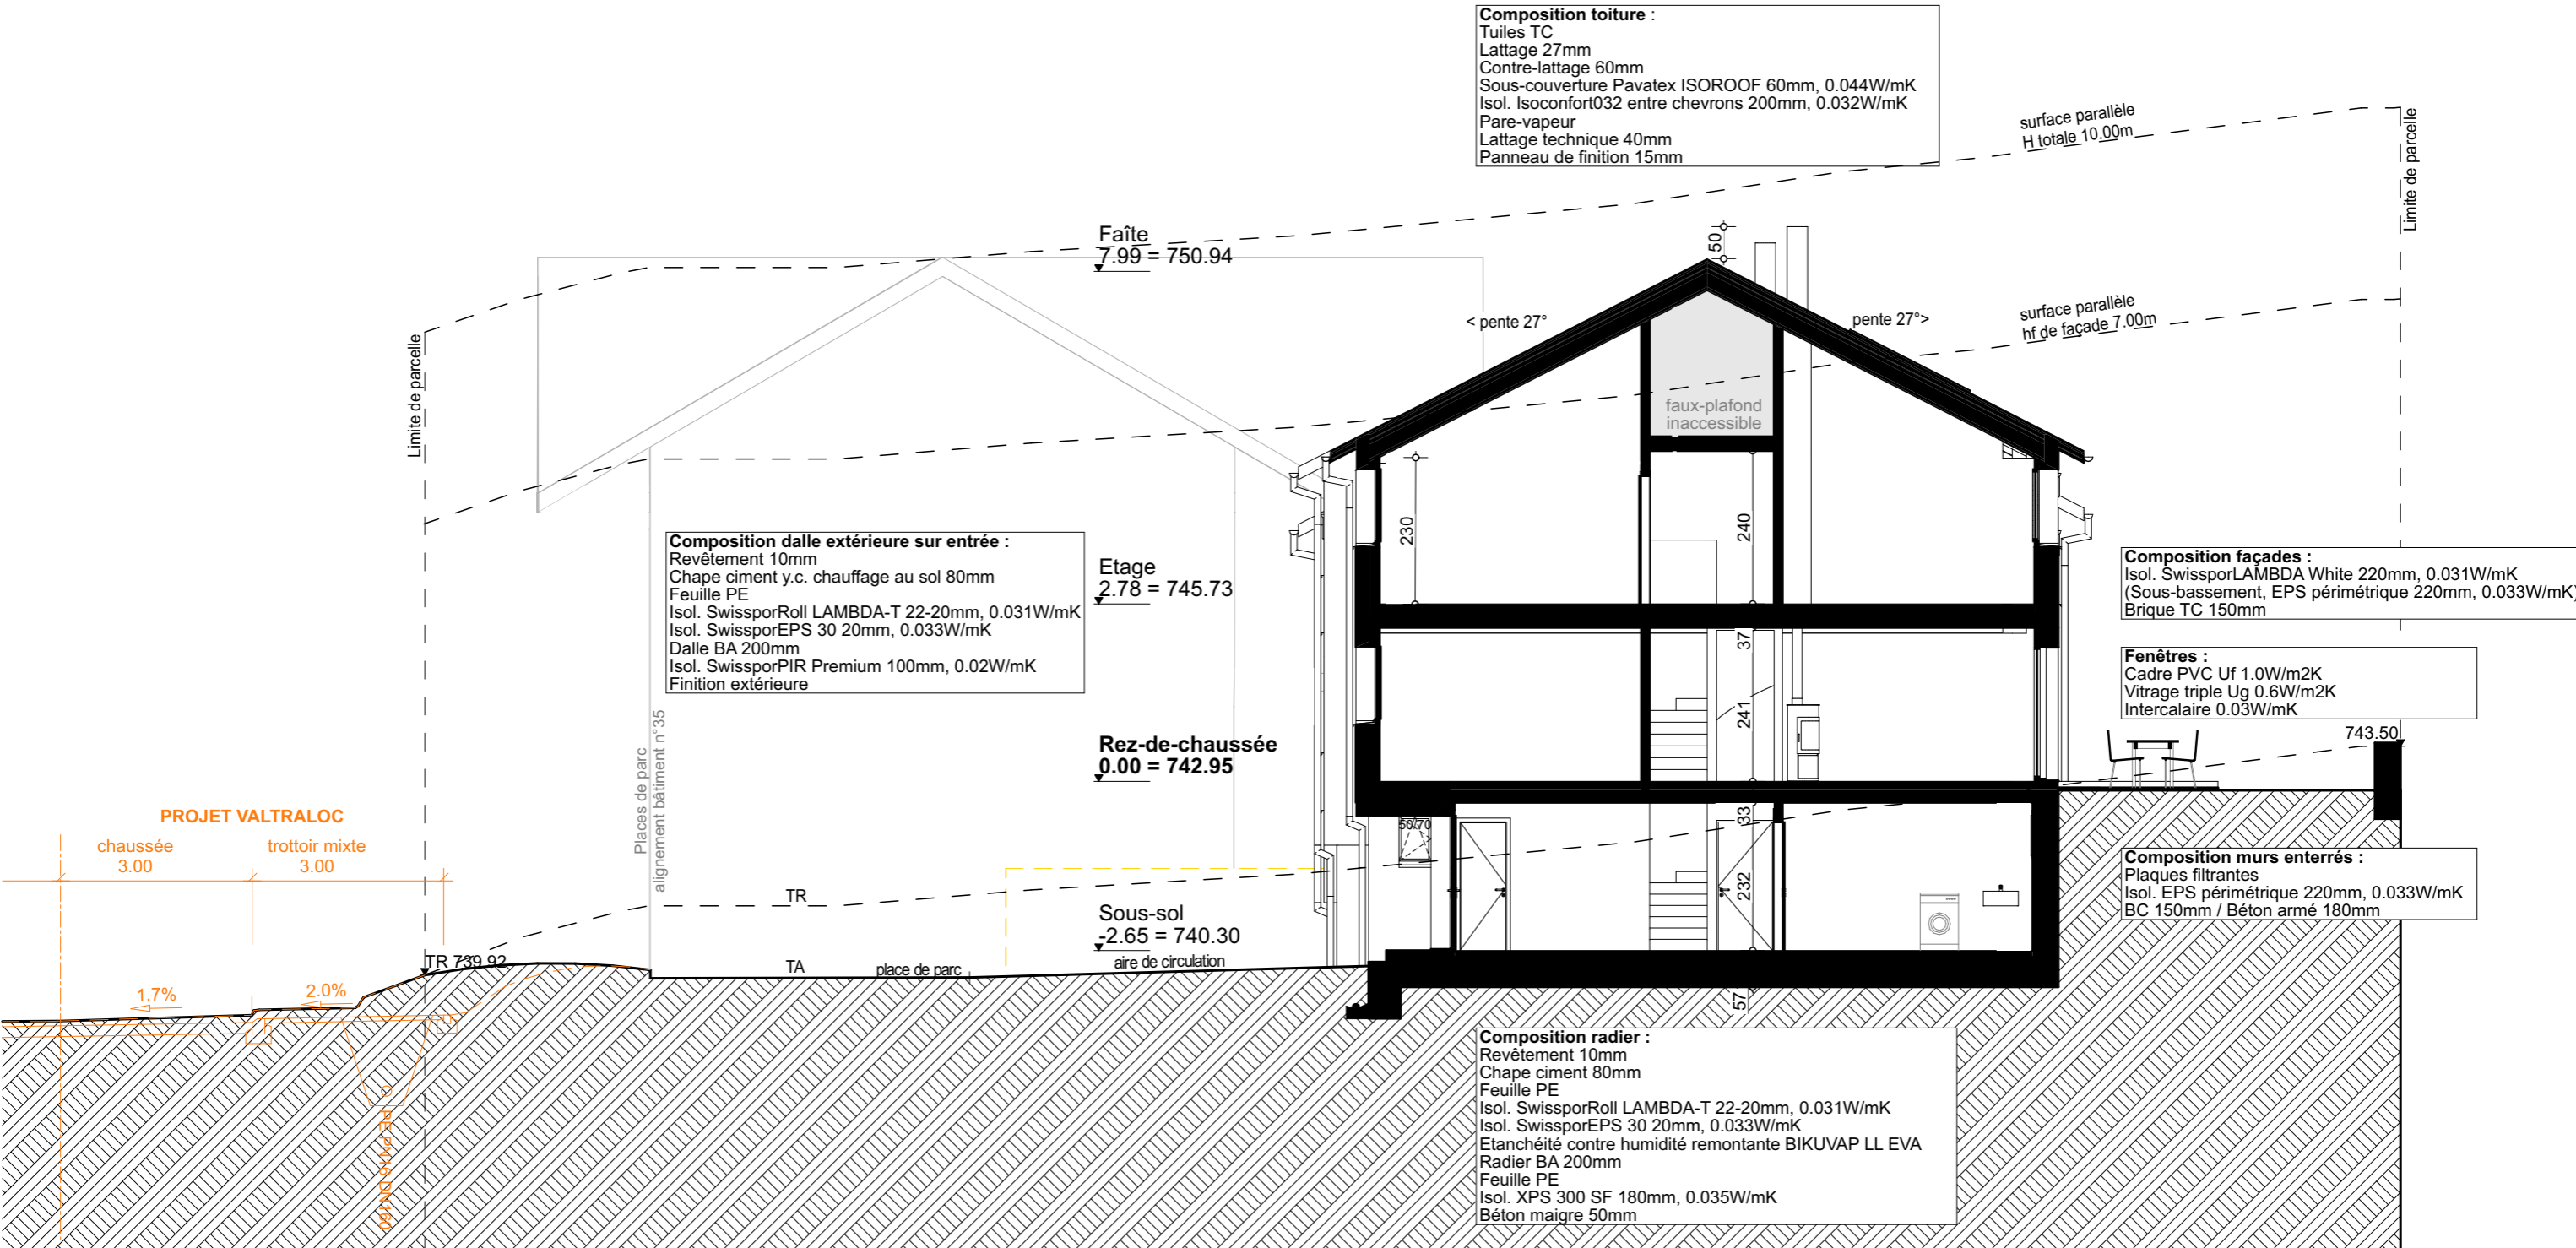 Composition toiture :
Tuiles TC
Lattage 27mm
Contre-lattage 60mm
Sous-couverture Pavatex ISOROOF 60mm, 0.044W/mK
Isol. Isoconfort032 entre chevrons 200mm, 0.032W/mK
Pare-vapeur
Lattage technique 40mm
Panneau de finition 15mm
surface parallèle
H totale 10.00m
Limite de parcelle
Faîte
7.99 = 750.94
50
< pente 27°
pente 27°>
surface parallèle
hf de façade 7.00m
Limite de parcelle
faux-plafond
inaccessible
230
240
Composition dalle extérieure sur entrée :
Revêtement 10mm
Chape ciment y.c. chauffage au sol 80mm
Feuille PE
Isol. SwissporRoll LAMBDA-T 22-20mm, 0.031W/mK
Isol. SwissporEPS 30 20mm, 0.033W/mK
Dalle BA 200mm
Isol. SwissporPIR Premium 100mm, 0.02W/mK
Finition extérieure
Etage
2.78 = 745.73
Composition façades :
Isol. SwissporLAMBDA White 220mm, 0.031W/mK
(Sous-bassement, EPS périmétrique 220mm, 0.033W/mK)
Brique TC 150mm
37
Fenêtres :
Cadre PVC Uf 1.0W/m2K
Vitrage triple Ug 0.6W/m2K
Intercalaire 0.03W/mK
241
743.50
Places de parc
alignement bâtiment n°35
Rez-de-chaussée
0.00 = 742.95
PROJET VALTRALOC
chaussée
3.00
trottoir mixte
3.00
33
50/70
Composition murs enterrés :
Plaques filtrantes
Isol. EPS périmétrique 220mm, 0.033W/mK
BC 150mm / Béton armé 180mm
232
TR
Sous-sol
-2.65 = 740.30
aire de circulation
TR 739.92
TA
place de parc
1.7%
2.0%
57
Composition radier :
Revêtement 10mm
Chape ciment 80mm
Feuille PE
Isol. SwissporRoll LAMBDA-T 22-20mm, 0.031W/mK
Isol. SwissporEPS 30 20mm, 0.033W/mK
Etanchéité contre humidité remontante BIKUVAP LL EVA
Radier BA 200mm
Feuille PE
Isol. XPS 300 SF 180mm, 0.035W/mK
Béton maigre 50mm
PE PN16 DN160